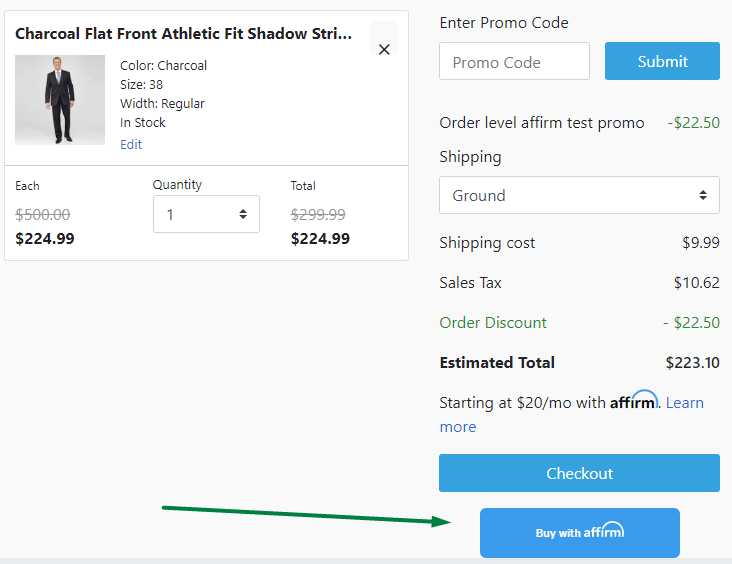 Charcoal Flat Front Athletic Fit Shadow Stri...
Color: Charcoal
Size: 38
Width: Regular
In Stock
Edit
Each
Quantity
Total
$500.00
1
$299.99
$224.99
$224.99
Enter Promo Code
Promo Code
Submit
Order level affirm test promo -$22.50
Shipping
Ground
Shipping cost $9.99
Sales Tax $10.62
Order Discount - $22.50
Estimated Total $223.10
Starting at $20/mo with affirm. Learn
more
Checkout
Buy with affirm